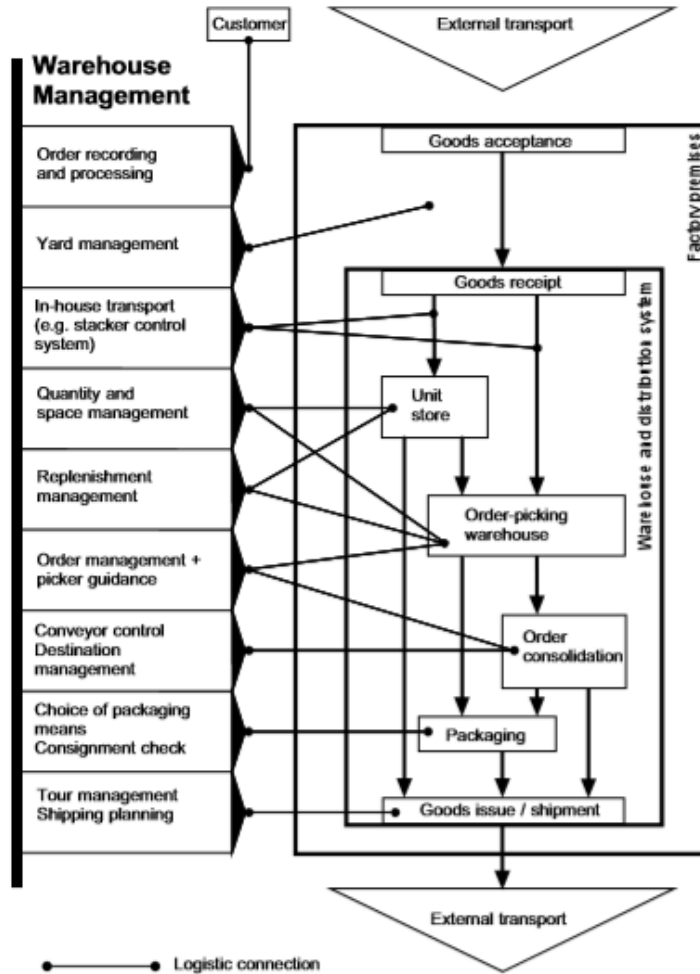 Customer
External transport
Warehouse
Management
Order recording
and processing
Yard management
In-house transport
(e.g. stacker control
system)
Quantity and
space management
Replenishment
management
Order management +
picker guidance
Conveyor control
Destination
management
Choice of packaging
means
Consignment check
Tour management
Shipping planning
Goods acceptance
Factory premises
Goods receipt
Warehouse and distribution system
Unit
store
Order-picking
warehouse
Order
consolidation
Packaging
Goods issue / shipment
External transport
Logistic connection